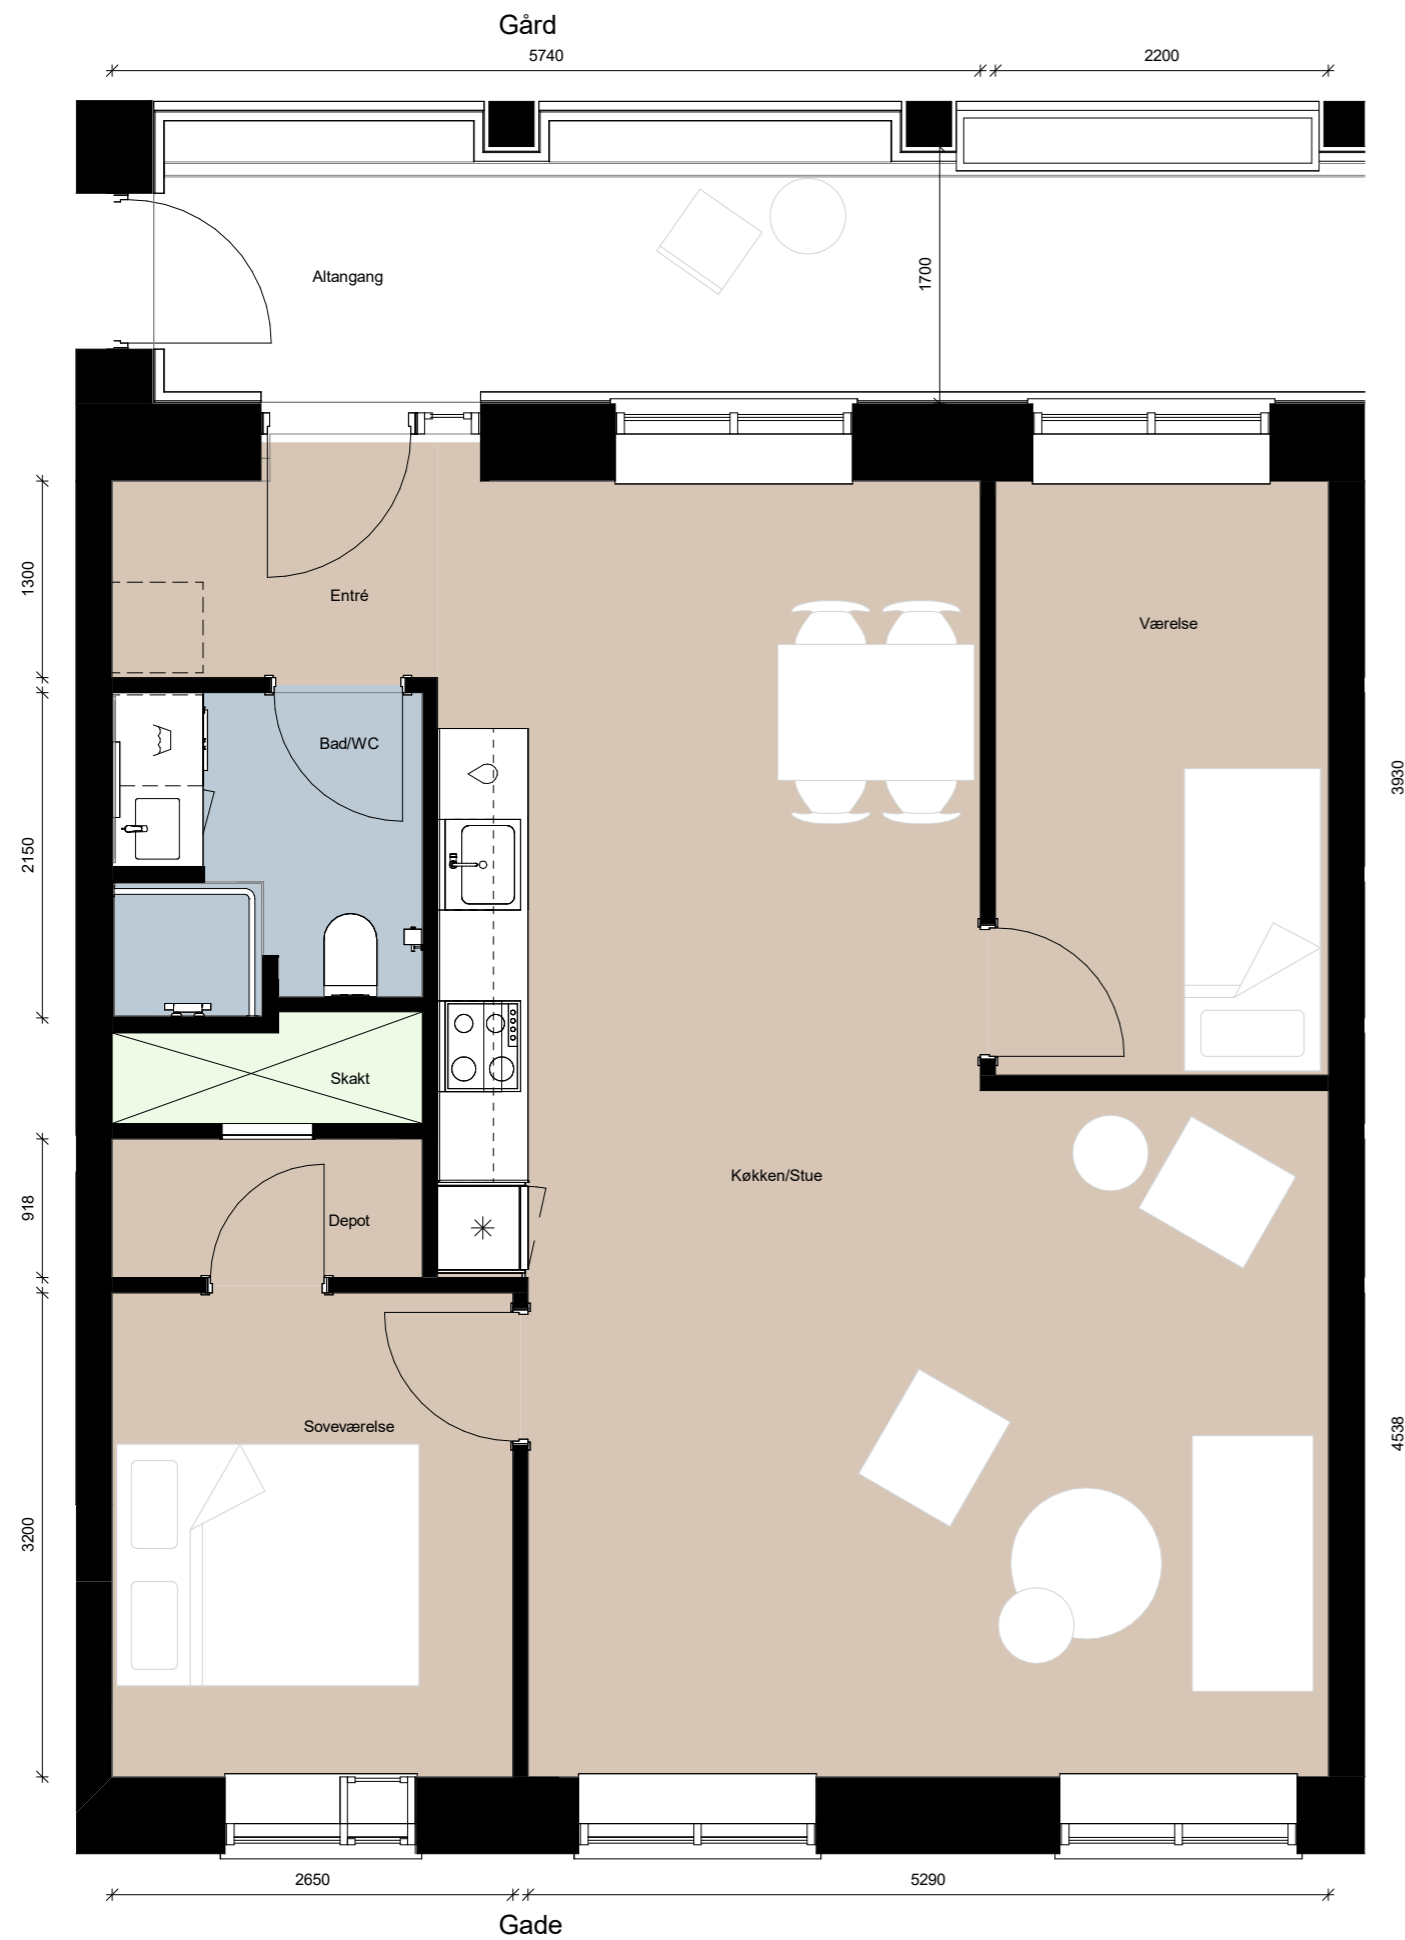 Gård
5740
2200
Altangang
1700
1300
Entré
Værelse
Bad/WC
3930
2150
Skakt
Køkken/Stue
918
Depot
Soveværelse
4538
3200
2650
5290
Gade